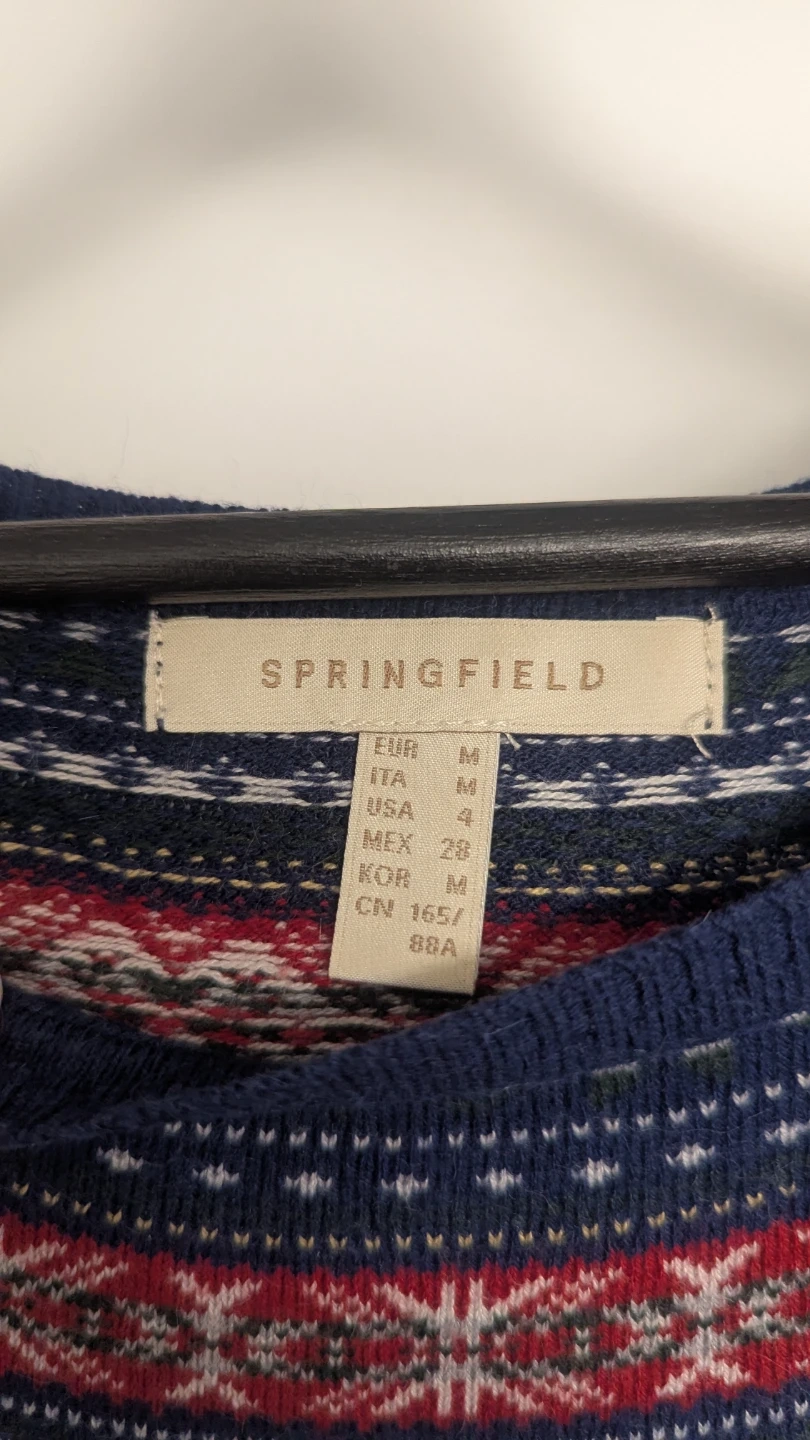 SPRINGFIELD
EUR M
ITA M
USA 4
MEX 28
KOR M
CN 165/
88A